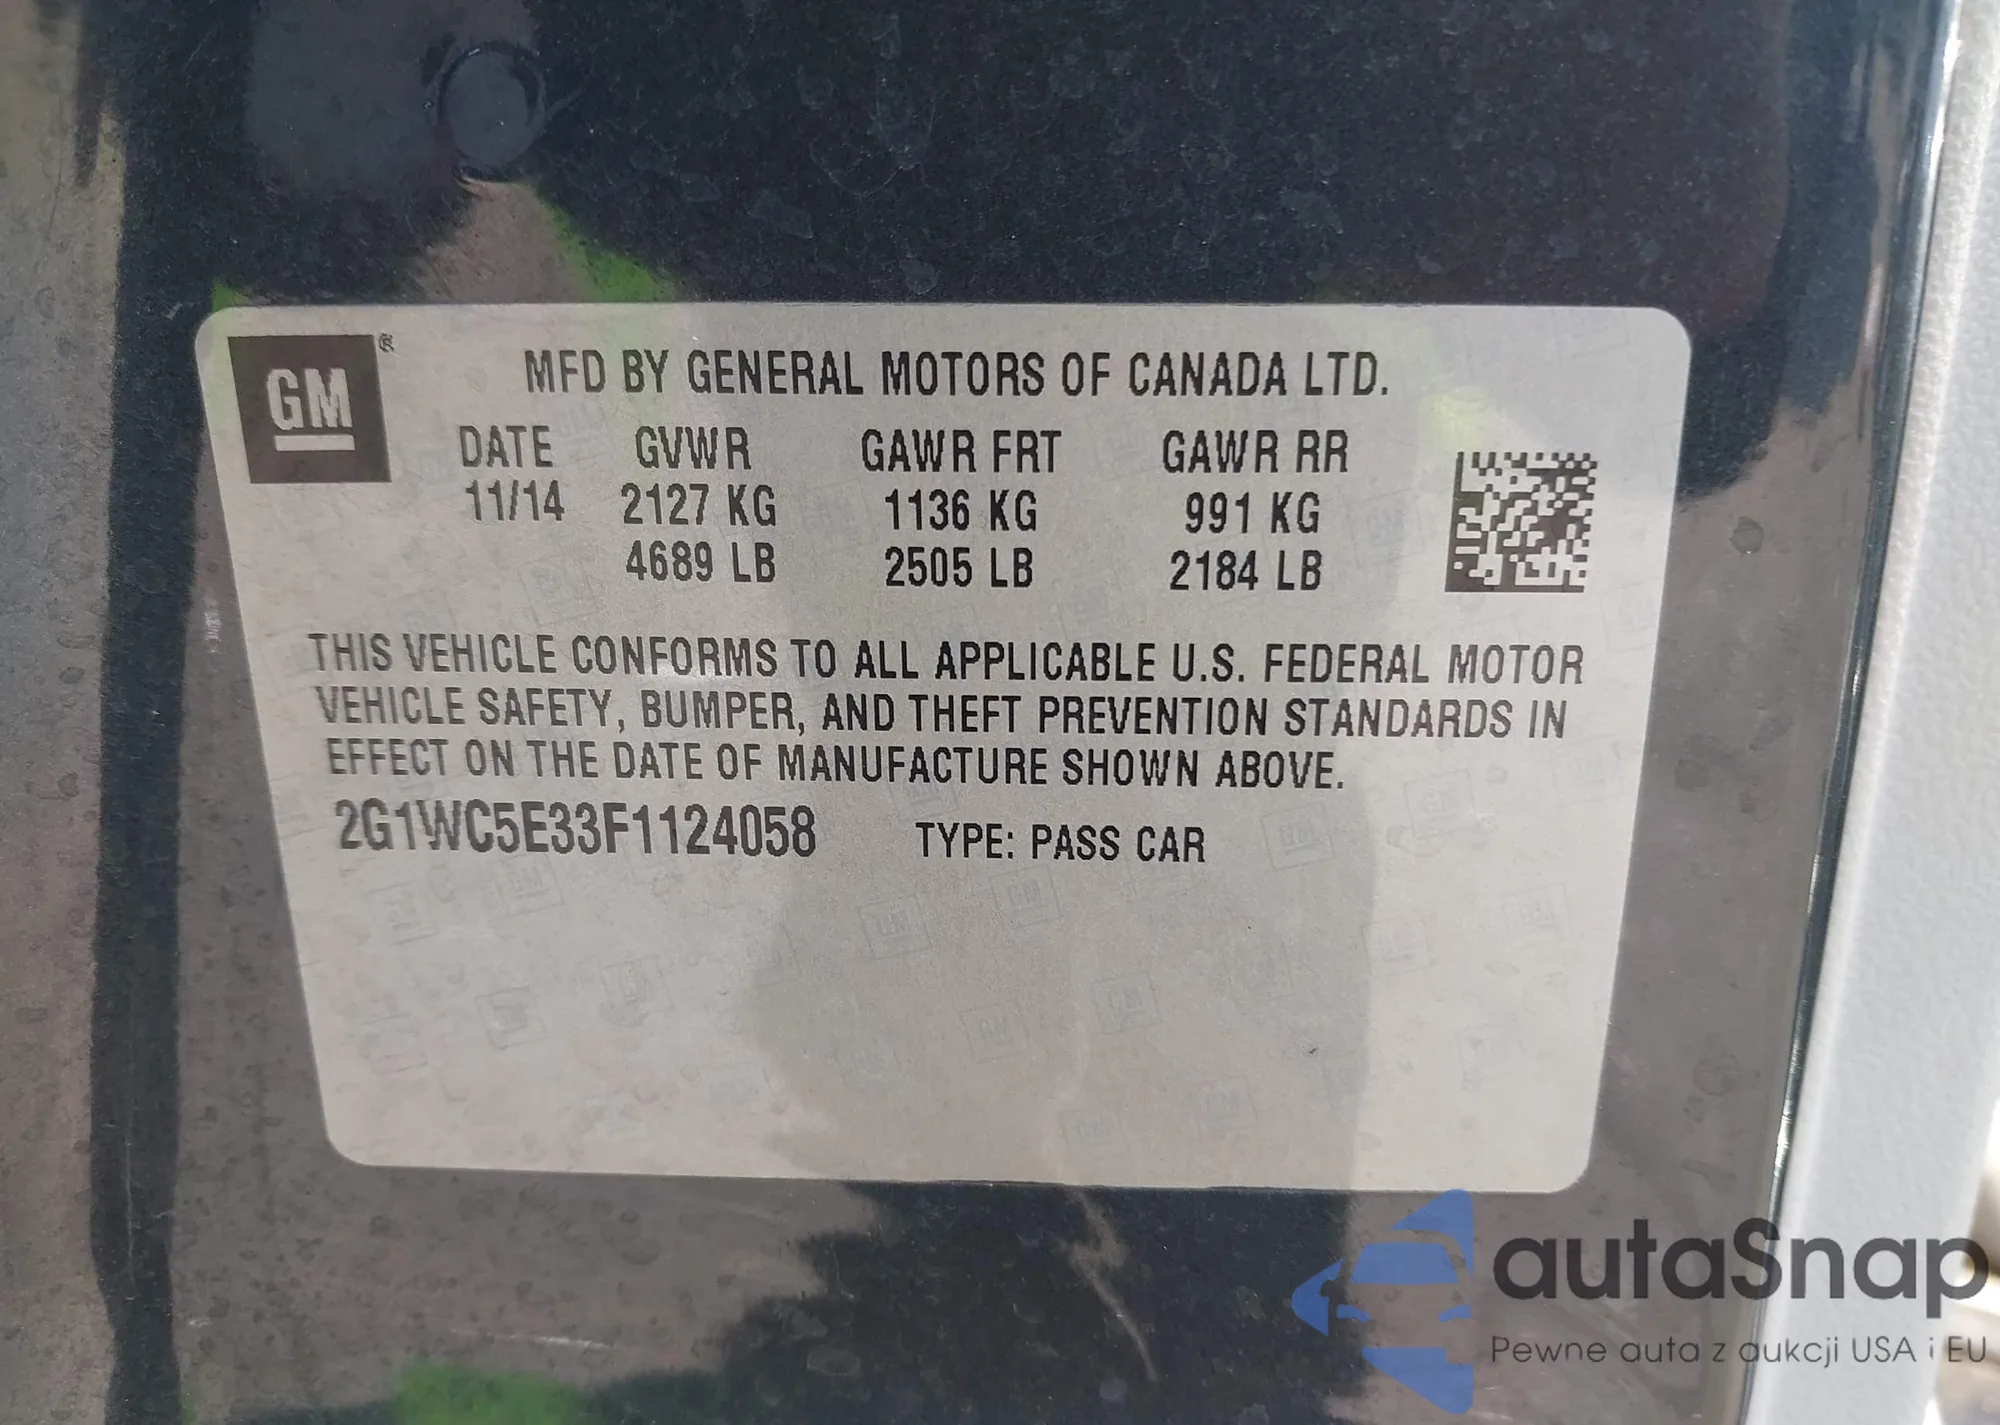 GM ®
MFD BY GENERAL MOTORS OF CANADA LTD.
DATE GVWR GAWR FRT GAWR RR
11/14 2127 KG 1136 KG 991 KG
4689 LB 2505 LB 2184 LB
THIS VEHICLE CONFORMS TO ALL APPLICABLE U.S. FEDERAL MOTOR
VEHICLE SAFETY, BUMPER, AND THEFT PREVENTION STANDARDS IN
EFFECT ON THE DATE OF MANUFACTURE SHOWN ABOVE.
2G1WC5E33F1124058 TYPE: PASS CAR
autaSnap
Pewne auta z aukcji USA i EU